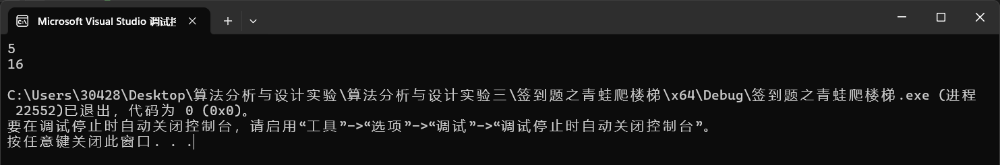 Microsoft Visual Studio 调试
5
16
C:\Users\30428\Desktop\算法分析与设计实验\算法分析与设计实验三\签到题之青蛙爬楼梯\x64\Debug\签到题之青蛙爬楼梯.exe (进程
 22552)已退出，代码为 0 (0x0)。
要在调试停止时自动关闭控制台，请启用“工具”->“选项”->“调试”->“调试停止时自动关闭控制台”。
按任意键关闭此窗口. . .